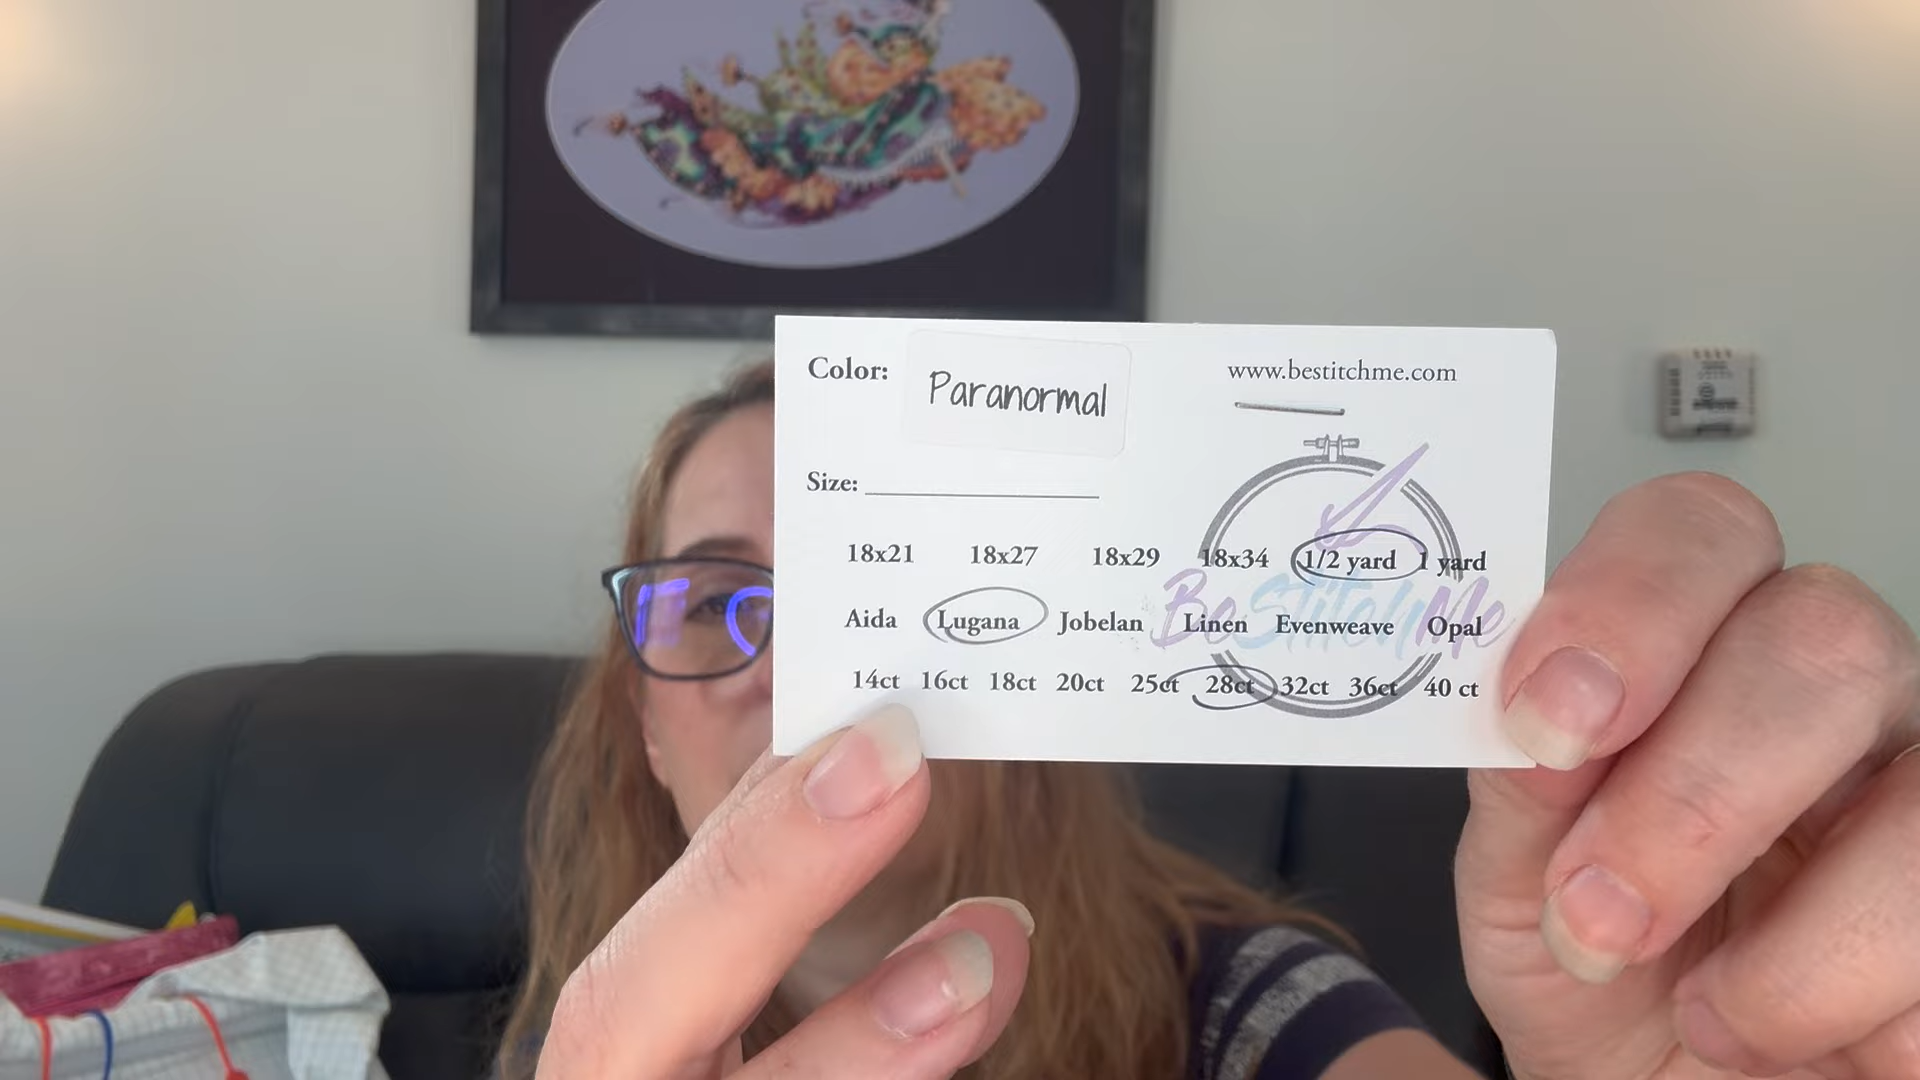 Color: Paranormal www.bestitchme.com
Size:
18x21 18x27 18x29 18x34 1/2 yard 1 yard
BeStitchMe
Aida Lugana Jobelan Linen Evenweave Opal
14ct 16ct 18ct 20ct 25ct 28ct 32ct 36ct 40 ct